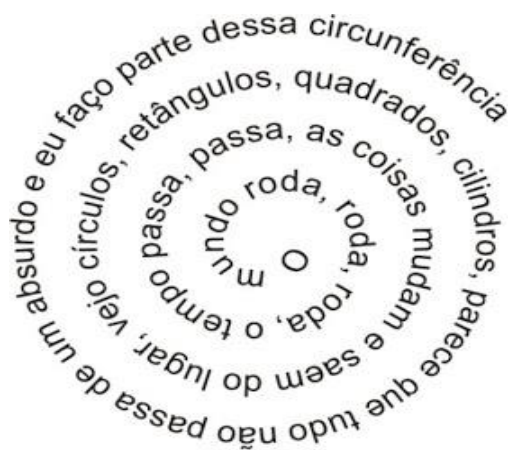 O mundo roda, roda, roda, o tempo passa, passa, as coisas mudam e saem do lugar, vejo círculos, retângulos, quadrados, cilindros, parece que tudo não passa de um absurdo e eu faço parte dessa circunferência